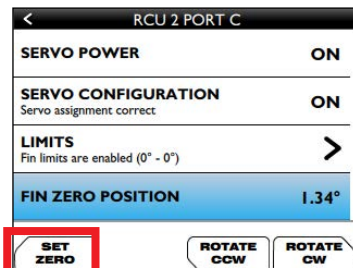 < RCU 2 PORT C
SERVO POWER ON
SERVO CONFIGURATION ON
Servo assignment correct
LIMITS >
Fin limits are enabled (0° - 0°)
FIN ZERO POSITION 1.34°
SET ROTATE ROTATE
ZERO CCW CW